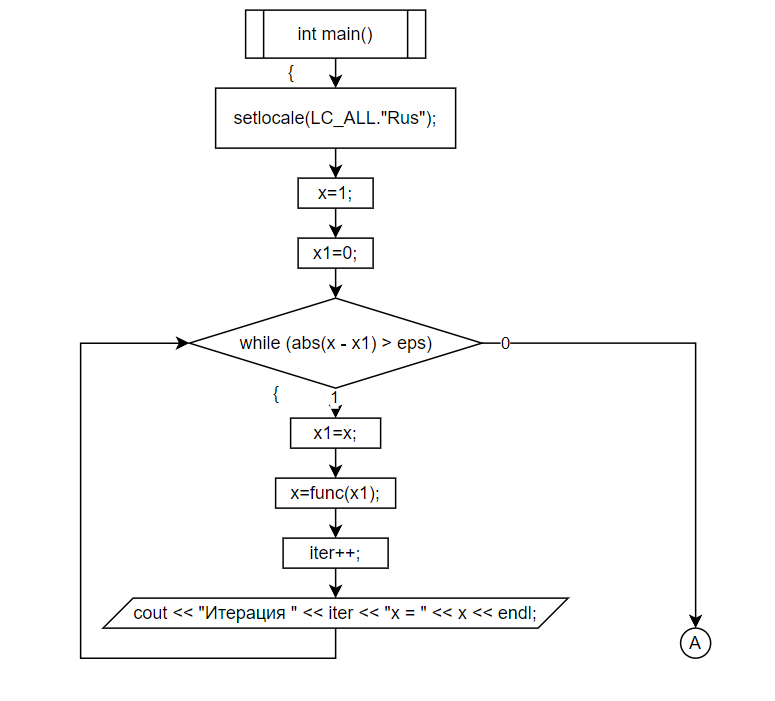 int main()
{
setlocale(LC_ALL."Rus");
x=1;
x1=0;
while (abs(x - x1) > eps)
0
{
1
x1=x;
x=func(x1);
iter++;
cout << "Итерация " << iter << "x = " << x << endl;
A